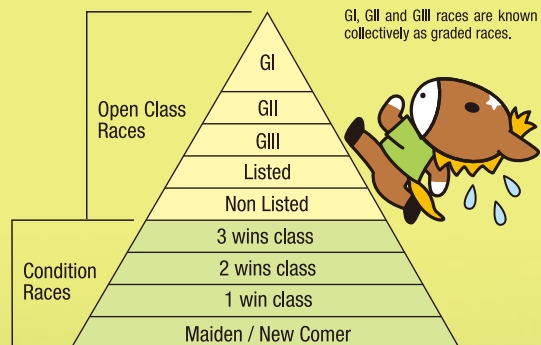 GI, GII and GIII races are known
collectively as graded races.
GI
Open Class
Races
GII
GIII
Listed
Non Listed
3 wins class
Condition
Races
2 wins class
1 win class
Maiden / New Comer